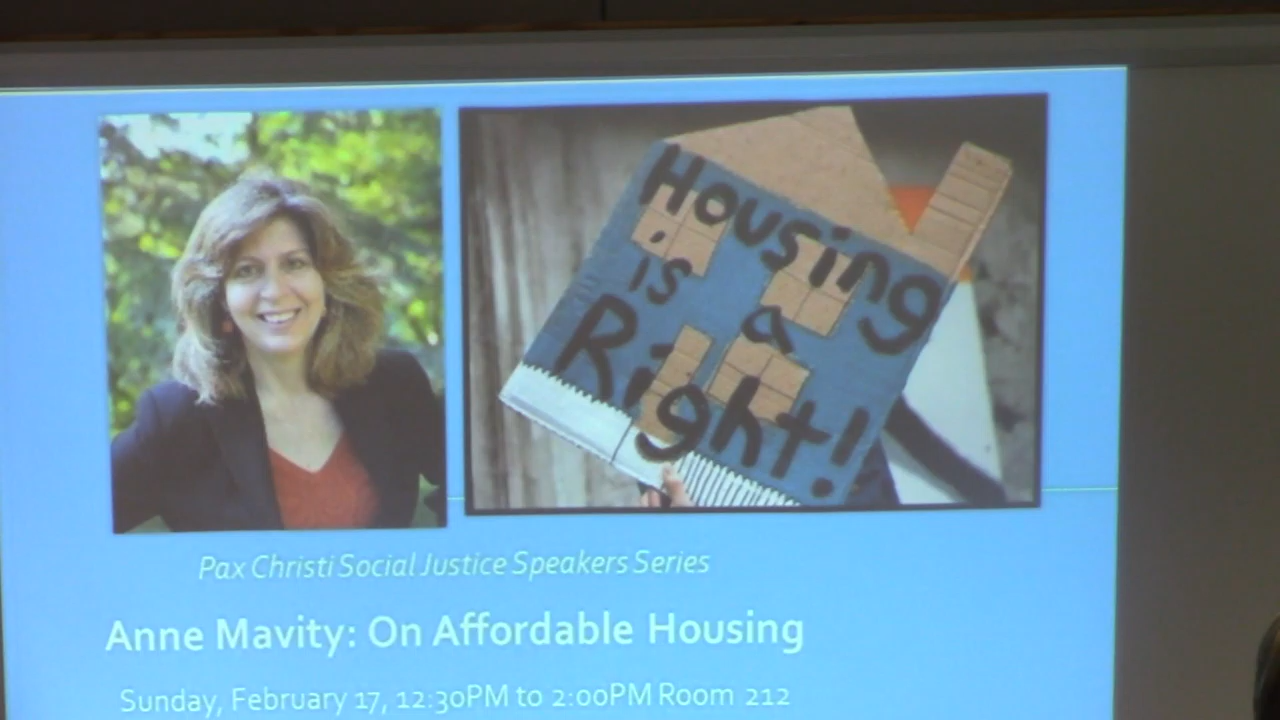 Housing
is a
Right!
Pax Christi Social Justice Speakers Series
Anne Mavity: On Affordable Housing
Sunday, February 17, 12:30PM to 2:00PM Room 212